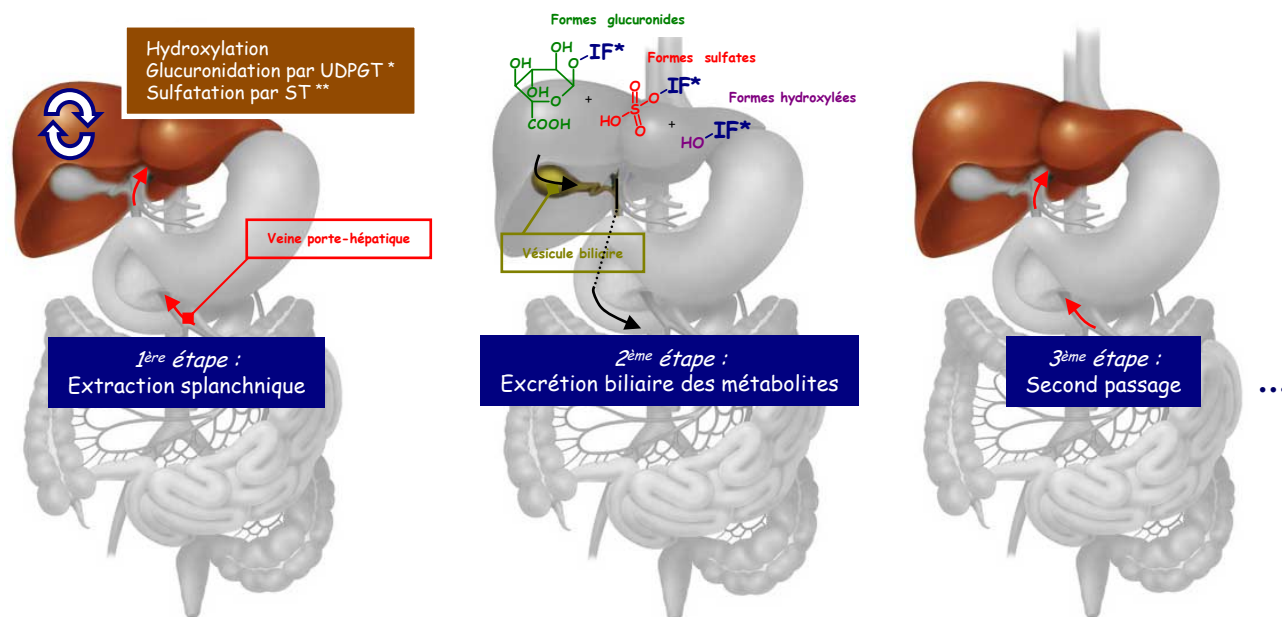 Hydroxylation
Glucuronidation par UDPGT *
Sulfatation par ST **
Veine porte-hépatique
1ère étape :
Extraction splanchnique
Formes glucuronides
OH
OH
O
IF*
OH
OH
O
COOH
+
Formes sulfates
O
O
IF*
S
HO
O
+
Formes hydroxylées
HO
IF*
Vésicule biliaire
2ème étape :
Excrétion biliaire des métabolites
3ème étape :
Second passage
...